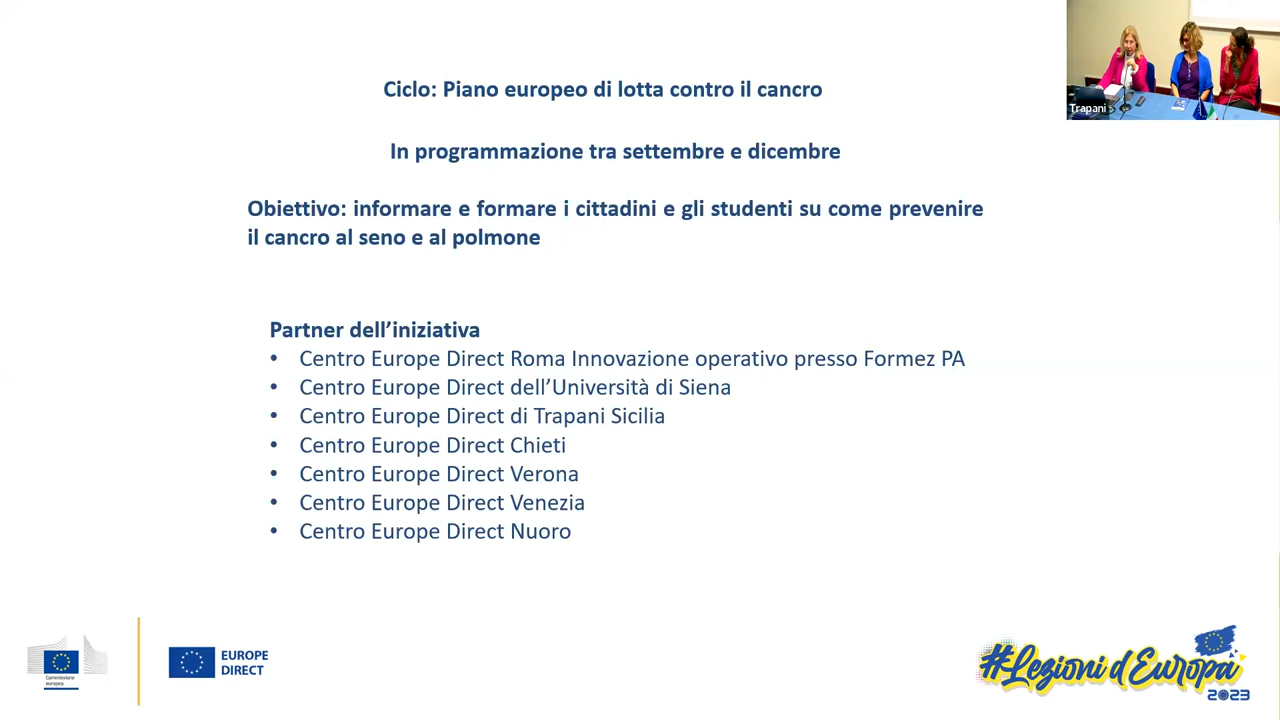 Ciclo: Piano europeo di lotta contro il cancro
Trapani
In programmazione tra settembre e dicembre
Obiettivo: informare e formare i cittadini e gli studenti su come prevenire
il cancro al seno e al polmone
Partner dell’iniziativa
• Centro Europe Direct Roma Innovazione operativo presso Formez PA
• Centro Europe Direct dell’Università di Siena
• Centro Europe Direct di Trapani Sicilia
• Centro Europe Direct Chieti
• Centro Europe Direct Verona
• Centro Europe Direct Venezia
• Centro Europe Direct Nuoro
Commissione
europea
EUROPE
DIRECT
#Lezioni d'Europa
2023